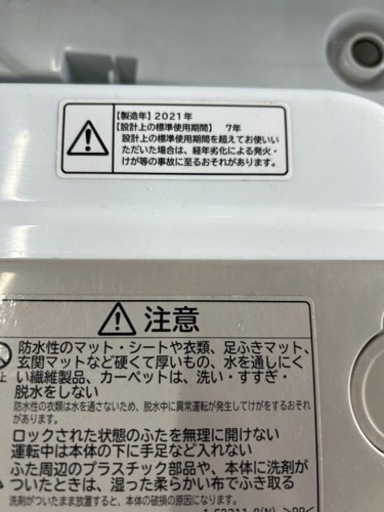 【製造年】2021年
【設計上の標準使用期間】 7年
設計上の標準使用期間を超えてお使いい
ただいた場合は、経年劣化による発火・
けが等の事故に至るおそれがあります。
注意
防水性のマット・シートや衣類、足ふきマット、
玄関マットなど硬くて厚いもの、水を通しにく
い繊維製品、カーペットは、洗い・すすぎ・
脱水をしない
防水性の衣類は水を通さないため、脱水中に異常運転が発生してけがをするおそれ
があります。
ロックされた状態のふたを無理に開けない
運転中は本体の下に手足など入れない
ふた周辺のプラスチック部品や、本体に洗剤が
ついたときは、湿った柔らかい布でふき取る
洗剤がついたまま放置すると、本体の破損の原因になります。